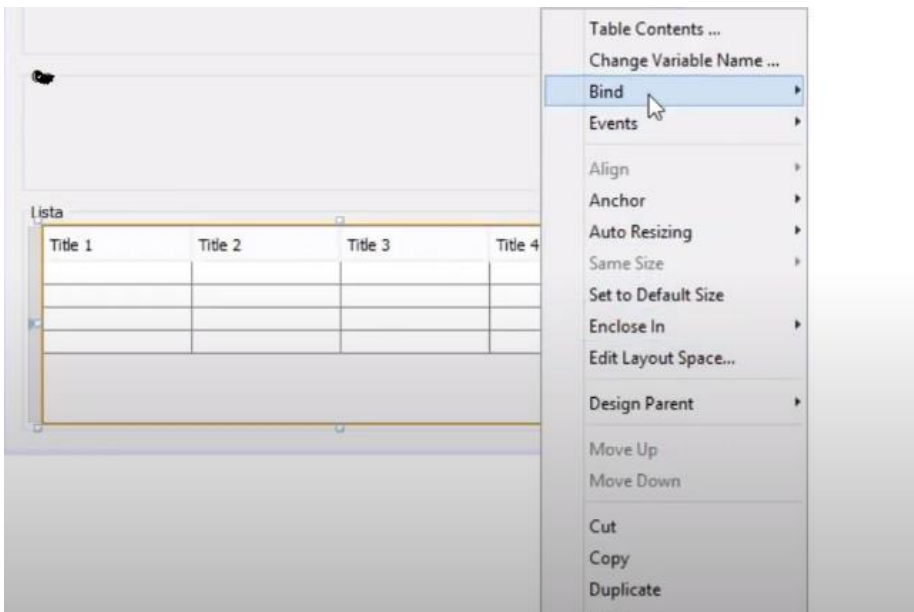 Lista
Title 1 Title 2 Title 3 Title 4
Table Contents ...
Change Variable Name ...
Bind
Events
Align
Anchor
Auto Resizing
Same Size
Set to Default Size
Enclose In
Edit Layout Space...
Design Parent
Move Up
Move Down
Cut
Copy
Duplicate